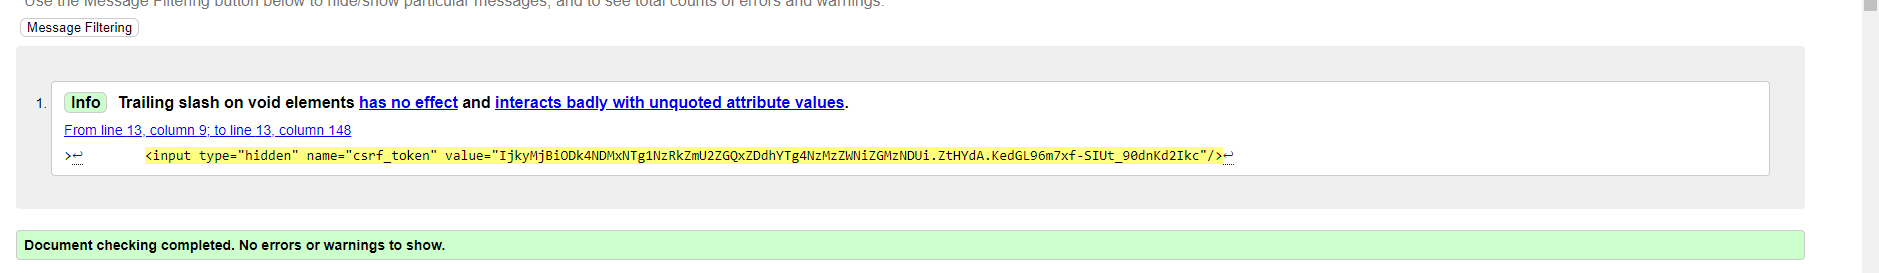 Use the Message Filtering button below to hide/show particular messages, and to see total counts of errors and warnings.
Message Filtering
1. Info Trailing slash on void elements has no effect and interacts badly with unquoted attribute values.
From line 13, column 9; to line 13, column 148
>↩ <input type="hidden" name="csrf_token" value="IjkyMjBiODk4NDMxNTg1NzRkZmU2ZGQxZDdhYTg4NzMzZWNiZGMzNDUi.ZtHYdA.KedGL96m7xf-SIUt_90dnKd2Ikc"/>↩
Document checking completed. No errors or warnings to show.